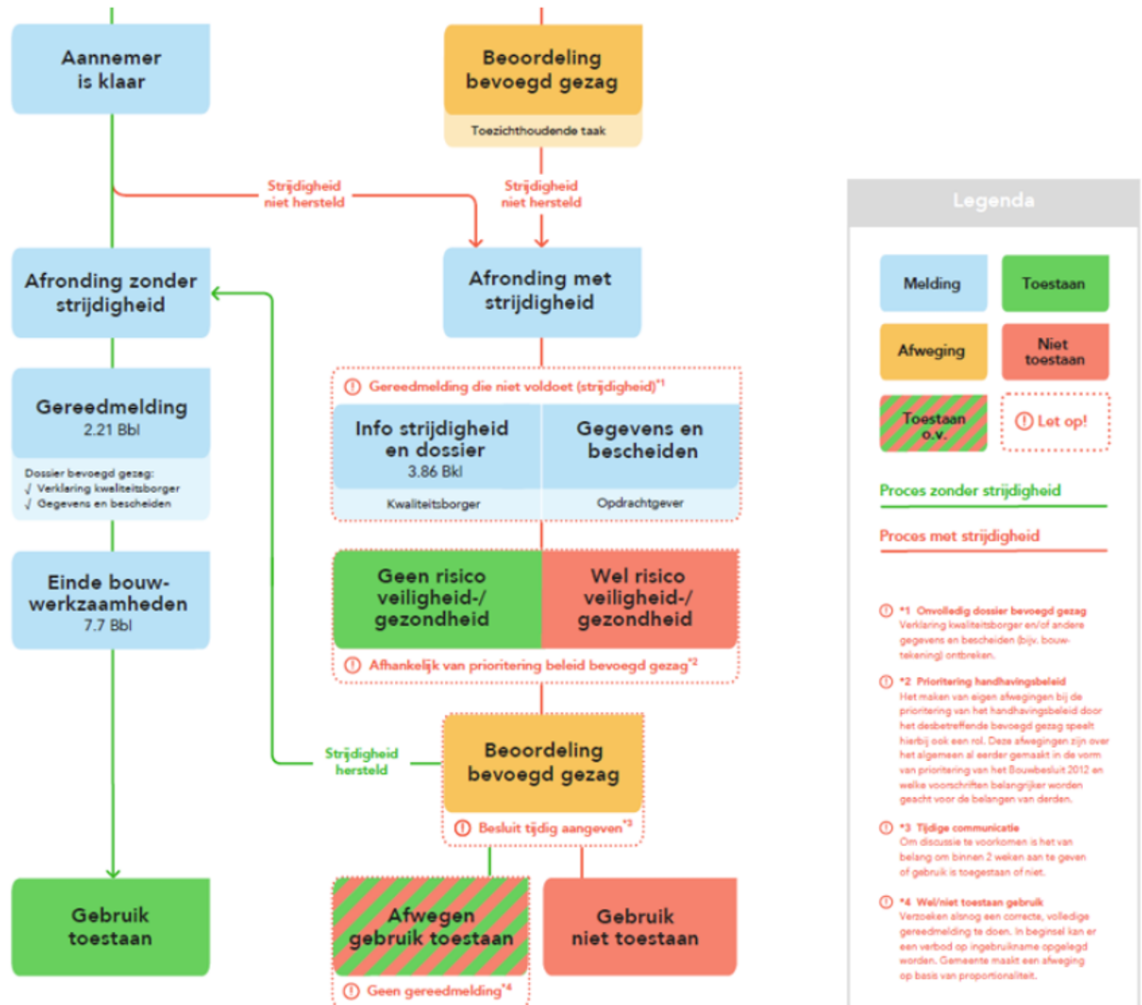 Aannemer
is klaar
Beoordeling
bevoegd gezag
Toezichthoudende taak
Strijdigheid
niet hersteld
Strijdigheid
niet hersteld
Afronding zonder
strijdigheid
Afronding met
strijdigheid
Gereedmelding
2.21 Bbl
Dossier bevoegd gezag:
√ Verklaring kwaliteitsborger
√ Gegevens en bescheiden
Gereedmelding die niet voldoet (strijdigheid)*1
Info strijdigheid
en dossier
3.86 Bkl
Kwaliteitsborger
Gegevens en
bescheiden
Opdrachtgever
Einde bouw-
werkzaamheden
7.7 Bbl
Geen risico
veiligheid-/
gezondheid
Wel risico
veiligheid-/
gezondheid
Afhankelijk van prioritering beleid bevoegd gezag*2
Strijdigheid
hersteld
Beoordeling
bevoegd gezag
Besluit tijdig aangeven*3
Gebruik
toestaan
Afwegen
gebruik toestaan
Geen gereedmelding*4
Gebruik
niet toestaan
Legenda
Melding
Toestaan
Afweging
Niet
toestaan
Toestaan
o.v.
Let op!
Proces zonder strijdigheid
Proces met strijdigheid
*1 Onvolledig dossier bevoegd gezag
Verklaring kwaliteitsborger en/of andere
gegevens en bescheiden (bijv. bouw-
tekening) ontbreken.
*2 Prioritering handhavingsbeleid
Het maken van eigen afwegingen bij de
prioritering van het handhavingsbeleid door
het desbetreffende bevoegd gezag speelt
hierbij ook een rol. Deze afwegingen zijn over
het algemeen al eerder gemaakt in de vorm
van prioritering van het Bouwbesluit 2012 en
welke voorschriften belangrijker worden
geacht voor de belangen van derden.
*3 Tijdige communicatie
Om discussie te voorkomen is het van
belang om binnen 2 weken aan te geven
of gebruik is toegestaan of niet.
*4 Wel/niet toestaan gebruik
Verzoeken alsnog een correcte, volledige
gereedmelding te doen. In beginsel kan er
een verbod op ingebruikname opgelegd
worden. Gemeente maakt een afweging
op basis van proportionaliteit.